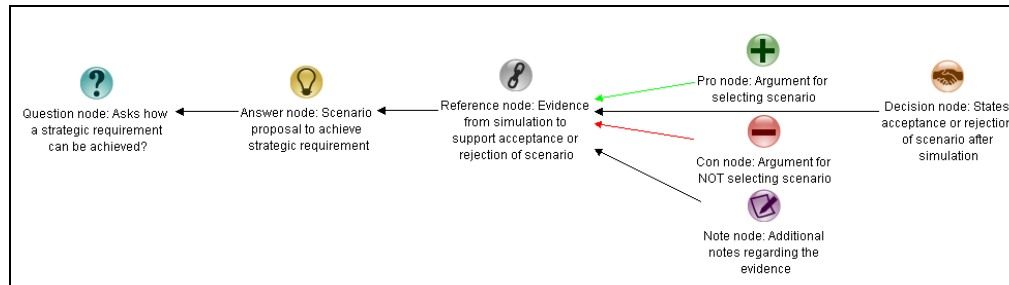 Question node: Asks how
a strategic requirement
can be achieved?
Answer node: Scenario
proposal to achieve
strategic requirement
Reference node: Evidence
from simulation to
support acceptance or
rejection of scenario
Pro node: Argument for
selecting scenario
Con node: Argument for
NOT selecting scenario
Note node: Additional
notes regarding the
evidence
Decision node: States
acceptance or rejection
of scenario after
simulation